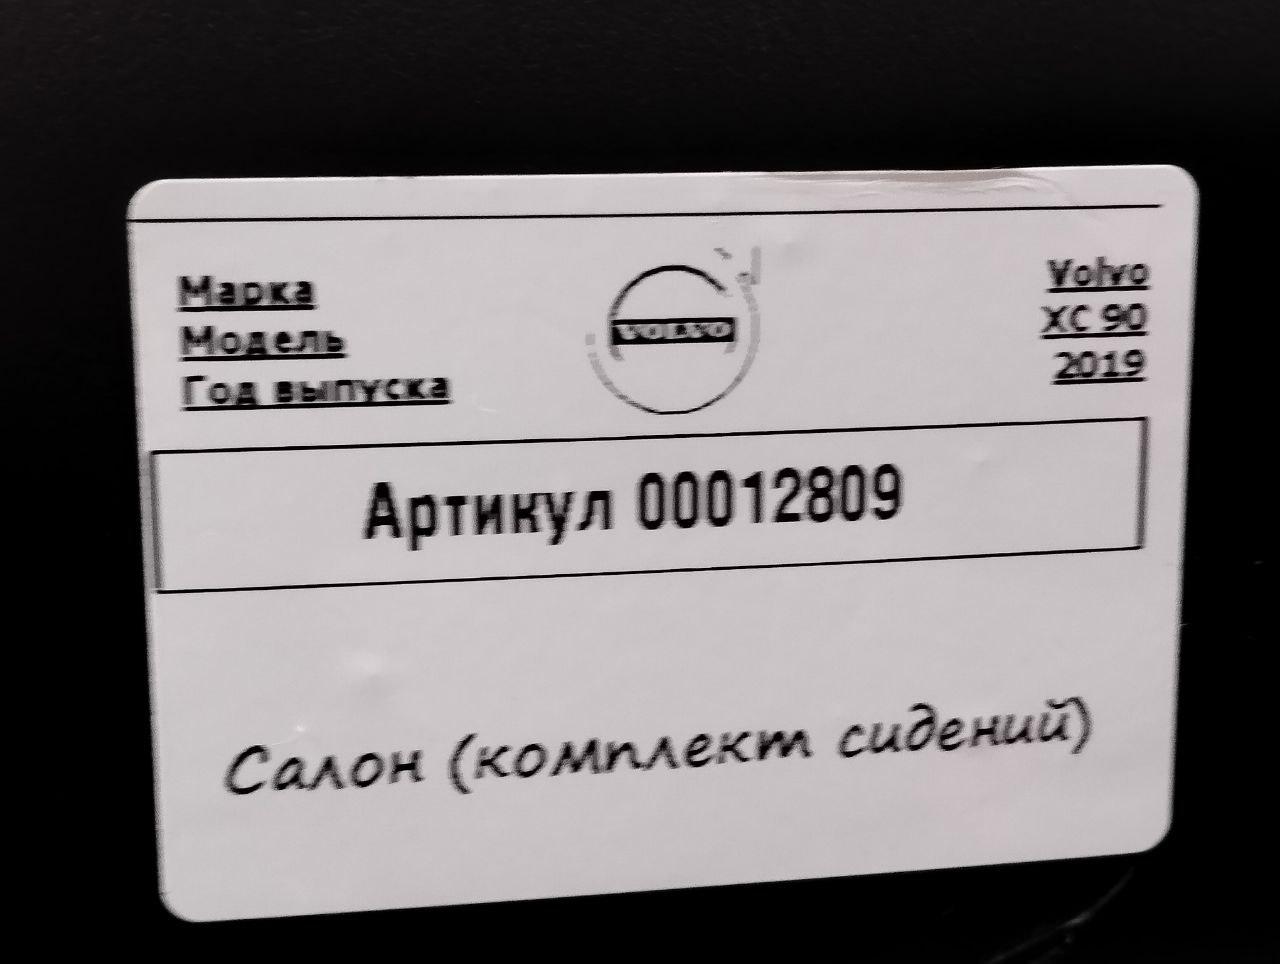 Марка
Модель
Год выпуска
VOLVO
Volvo
XC 90
2019
Артикул 00012809
Салон (комплект сидений)